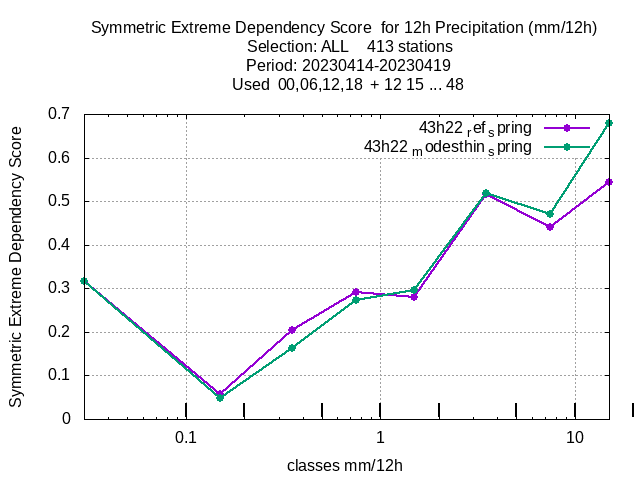 Symmetric Extreme Dependency Score  for 12h Precipitation (mm/12h)
Selection: ALL    413 stations
Period: 20230414-20230419
Used  00,06,12,18  + 12 15 ... 48
43h22 ref spring
43h22 modesthin spring
0.7
0.6
0.5
0.4
0.3
0.2
0.1
0
Symmetric Extreme Dependency Score
0.1 1 10
classes mm/12h